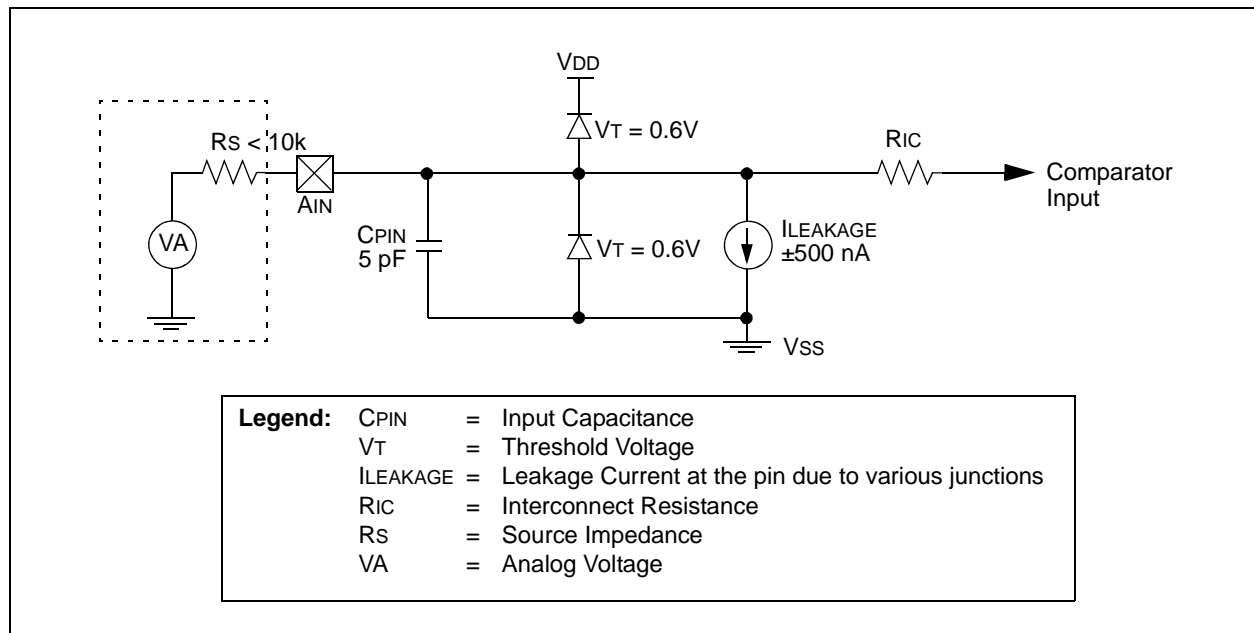 VDD
RS < 10k
VT = 0.6V
RIC
AIN
Comparator
Input
VA
CPIN
5 pF
VT = 0.6V
ILEAKAGE
±500 nA
VSS
Legend: CPIN = Input Capacitance
VT = Threshold Voltage
ILEAKAGE = Leakage Current at the pin due to various junctions
RIC = Interconnect Resistance
RS = Source Impedance
VA = Analog Voltage